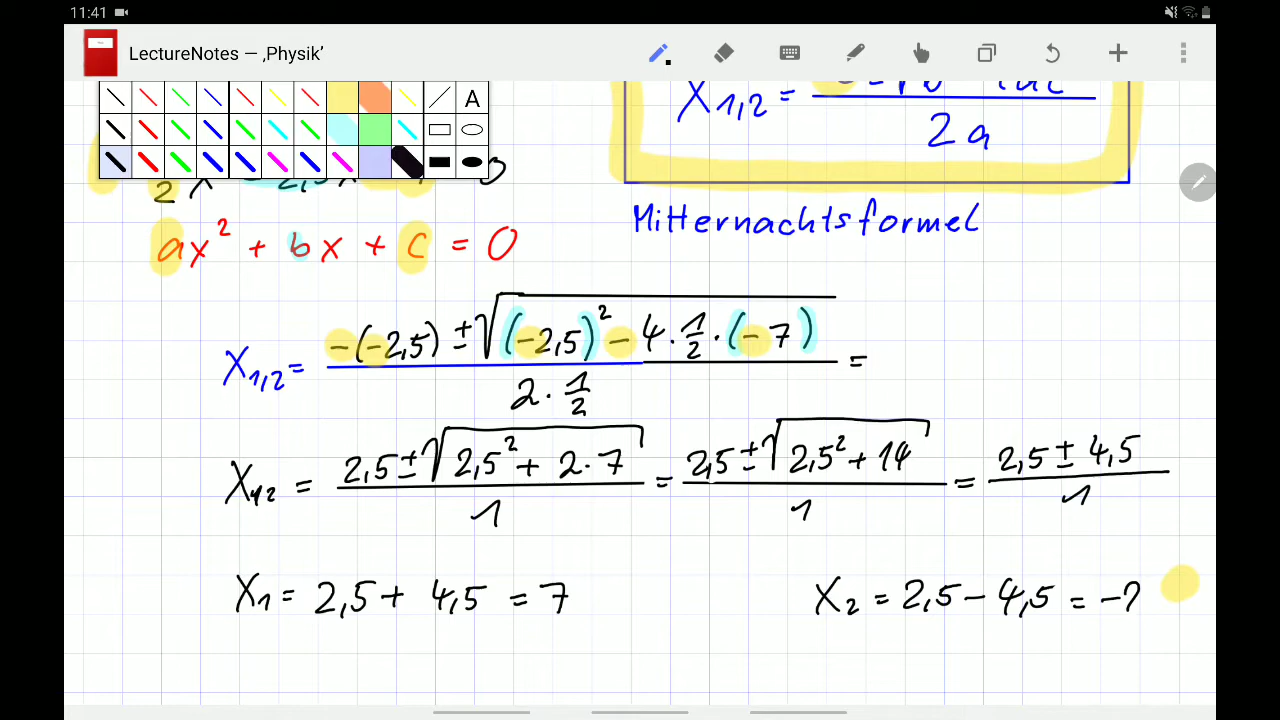 11:41
LectureNotes — ‚Physik’
A
X1,2 =
2a
ax² + bx + c = 0
Mitternachtsformel
X1,2 = (-(-2,5) ± √((-2,5)² - 4 · 1/2 · (-7))) / (2 · 1/2) =
X1,2 = (2,5 ± √(2,5² + 2·7)) / 1 = (2,5 ± √(2,5² + 14)) / 1 = (2,5 ± 4,5) / 1
X1 = 2,5 + 4,5 = 7
X2 = 2,5 - 4,5 = -2